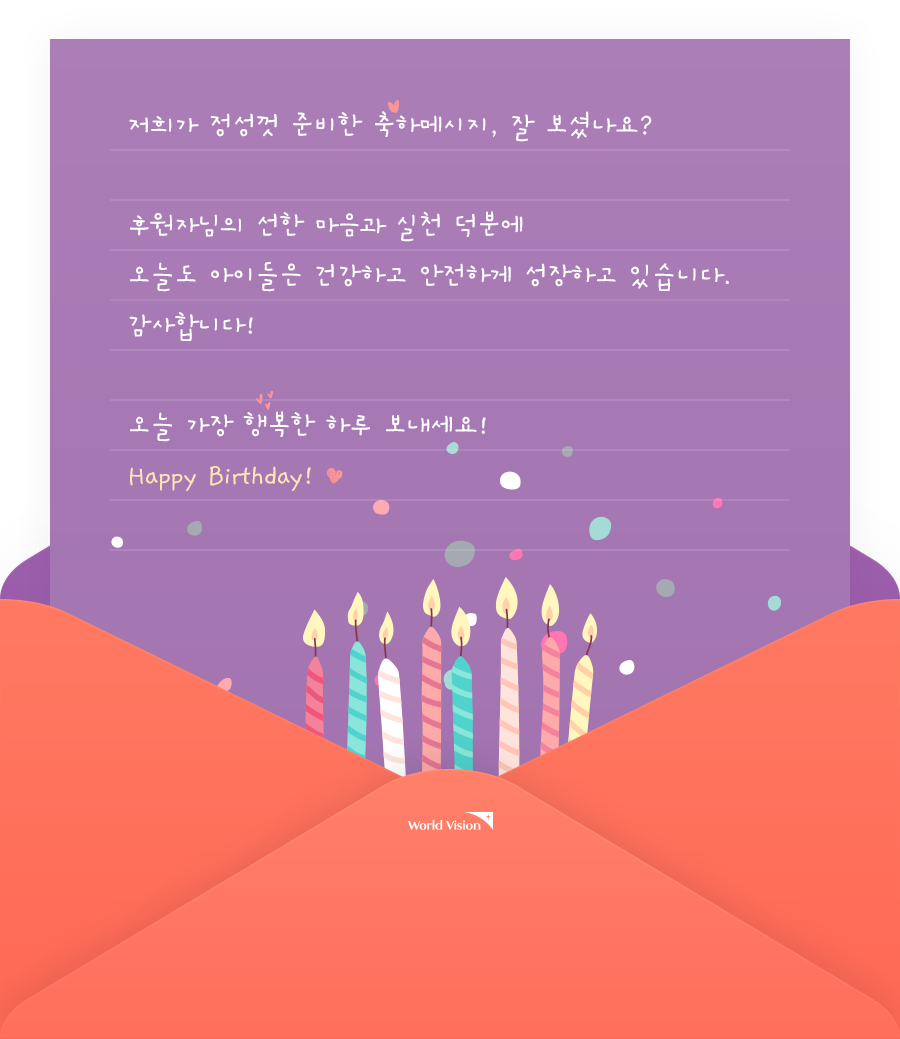 저희가 정성껏 준비한 축하메시지, 잘 보셨나요?
후원자님의 선한 마음과 실천 덕분에
오늘도 아이들은 건강하고 안전하게 성장하고 있습니다.
감사합니다!
오늘 가장 행복한 하루 보내세요!
Happy Birthday!
World Vision